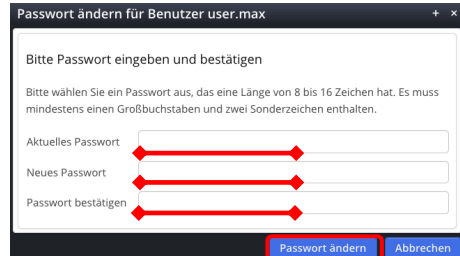 Passwort ändern für Benutzer user.max + ×
Bitte Passwort eingeben und bestätigen
Bitte wählen Sie ein Passwort aus, das eine Länge von 8 bis 16 Zeichen hat. Es muss
mindestens einen Großbuchstaben und zwei Sonderzeichen enthalten.
Aktuelles Passwort
Neues Passwort
Passwort bestätigen
Passwort ändern Abbrechen